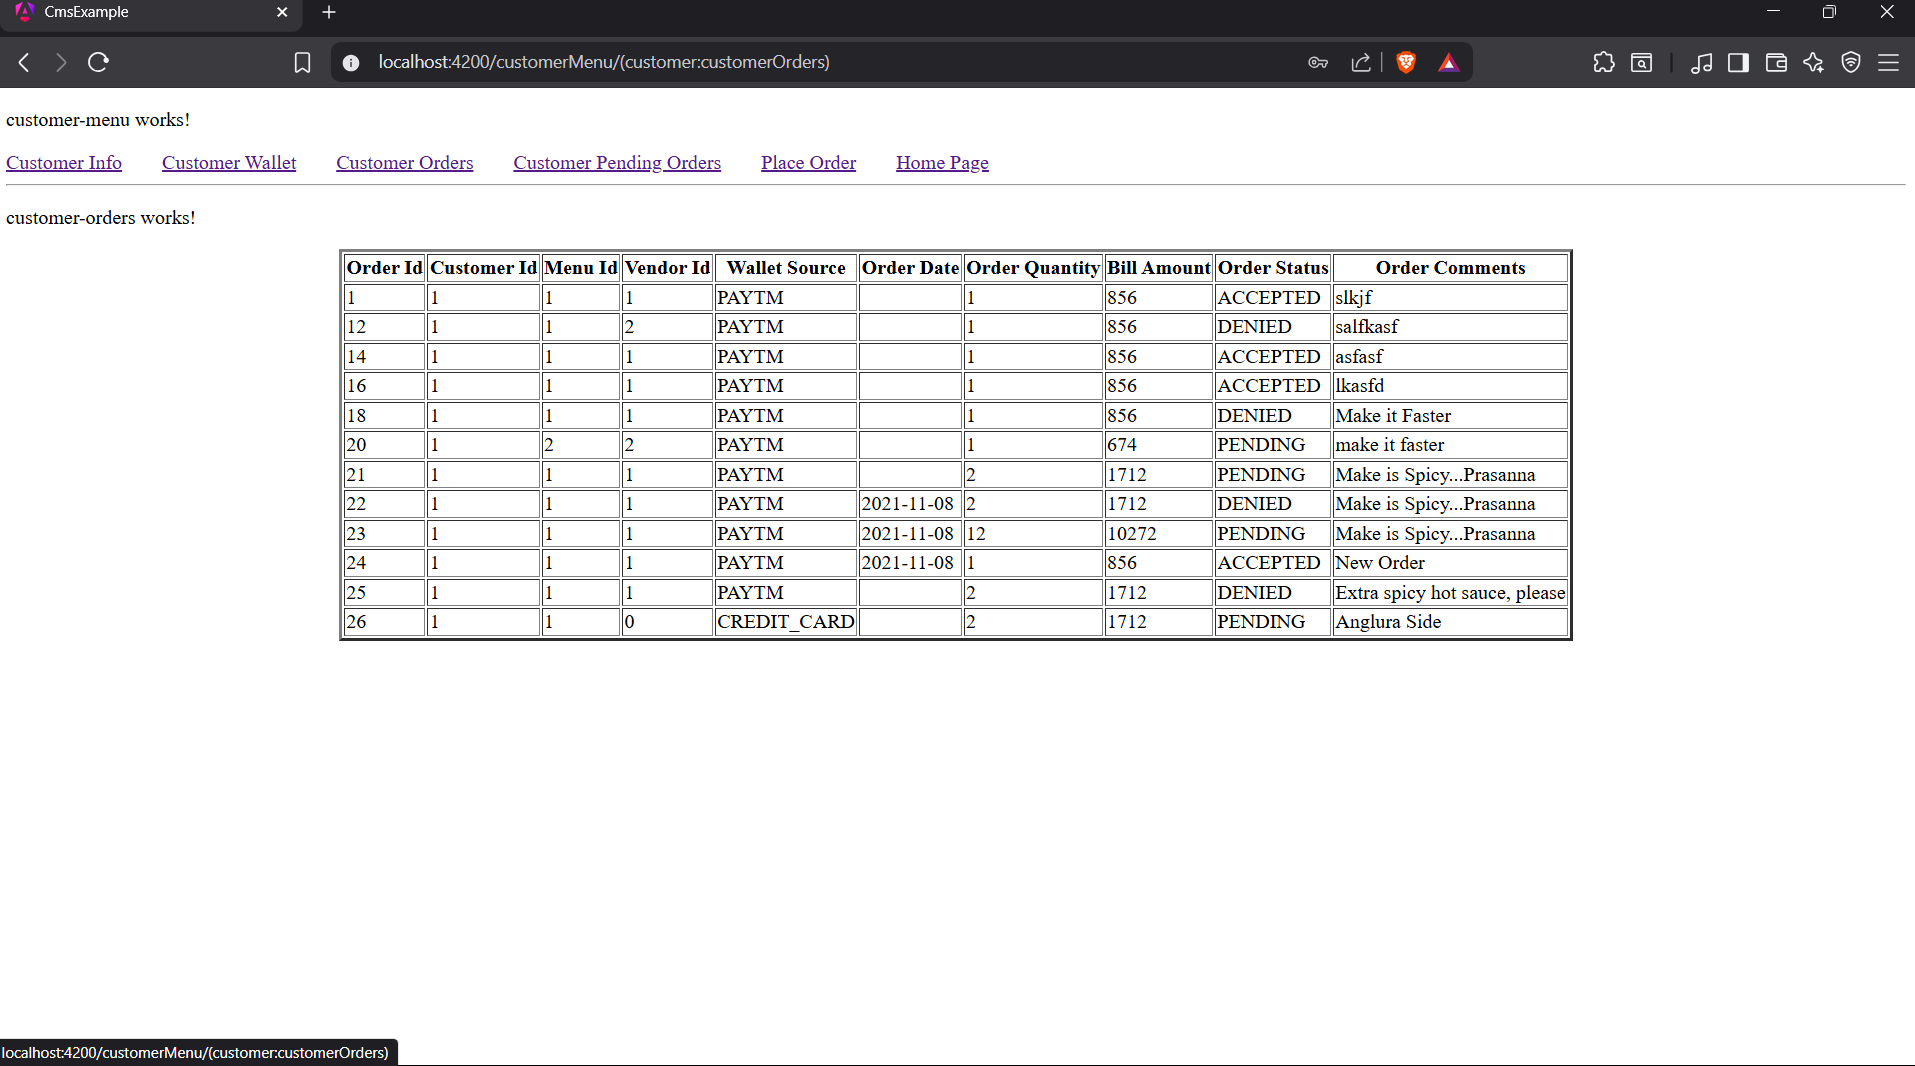 CmsExample
localhost:4200/customerMenu/(customer:customerOrders)
customer-menu works!
Customer Info Customer Wallet Customer Orders Customer Pending Orders Place Order Home Page
customer-orders works!
Order Id Customer Id Menu Id Vendor Id Wallet Source Order Date Order Quantity Bill Amount Order Status Order Comments
1 1 1 1 PAYTM 1 856 ACCEPTED slkjf
12 1 1 2 PAYTM 1 856 DENIED salfkasf
14 1 1 1 PAYTM 1 856 ACCEPTED asfasf
16 1 1 1 PAYTM 1 856 ACCEPTED lkasfd
18 1 1 1 PAYTM 1 856 DENIED Make it Faster
20 1 2 2 PAYTM 1 674 PENDING make it faster
21 1 1 1 PAYTM 2 1712 PENDING Make is Spicy...Prasanna
22 1 1 1 PAYTM 2021-11-08 2 1712 DENIED Make is Spicy...Prasanna
23 1 1 1 PAYTM 2021-11-08 12 10272 PENDING Make is Spicy...Prasanna
24 1 1 1 PAYTM 2021-11-08 1 856 ACCEPTED New Order
25 1 1 1 PAYTM 2 1712 DENIED Extra spicy hot sauce, please
26 1 1 0 CREDIT_CARD 2 1712 PENDING Anglura Side
localhost:4200/customerMenu/(customer:customerOrders)